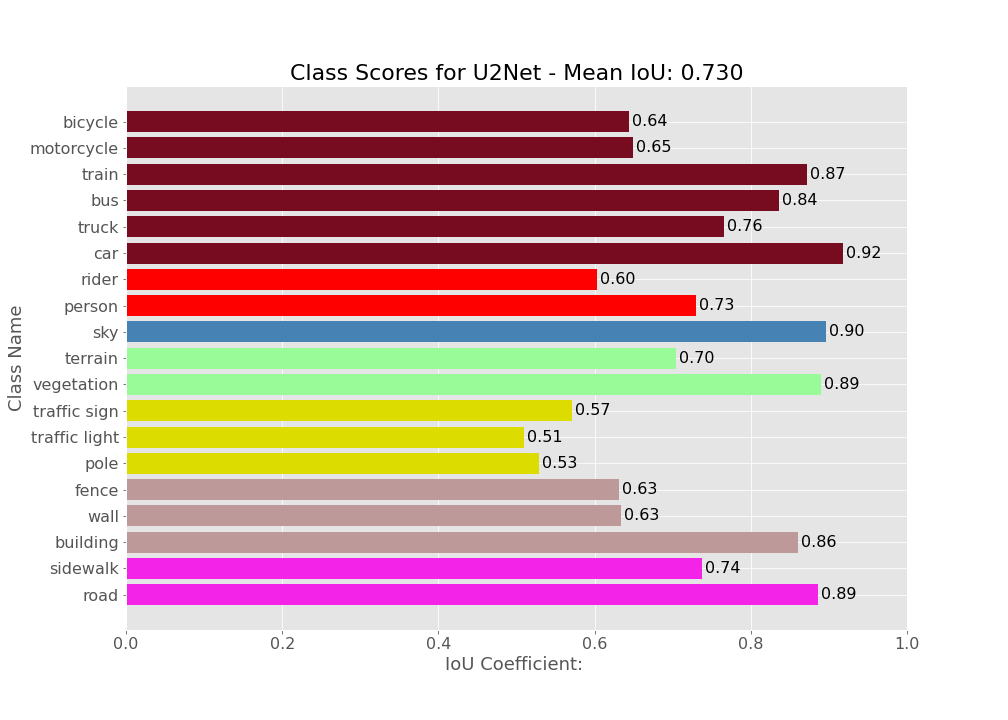 Class Scores for U2Net - Mean IoU: 0.730
bicycle 0.64
motorcycle 0.65
train 0.87
bus 0.84
truck 0.76
car 0.92
rider 0.60
person 0.73
sky 0.90
terrain 0.70
vegetation 0.89
traffic sign 0.57
traffic light 0.51
pole 0.53
fence 0.63
wall 0.63
building 0.86
sidewalk 0.74
road 0.89
Class Name
0.0 0.2 0.4 0.6 0.8 1.0
IoU Coefficient: